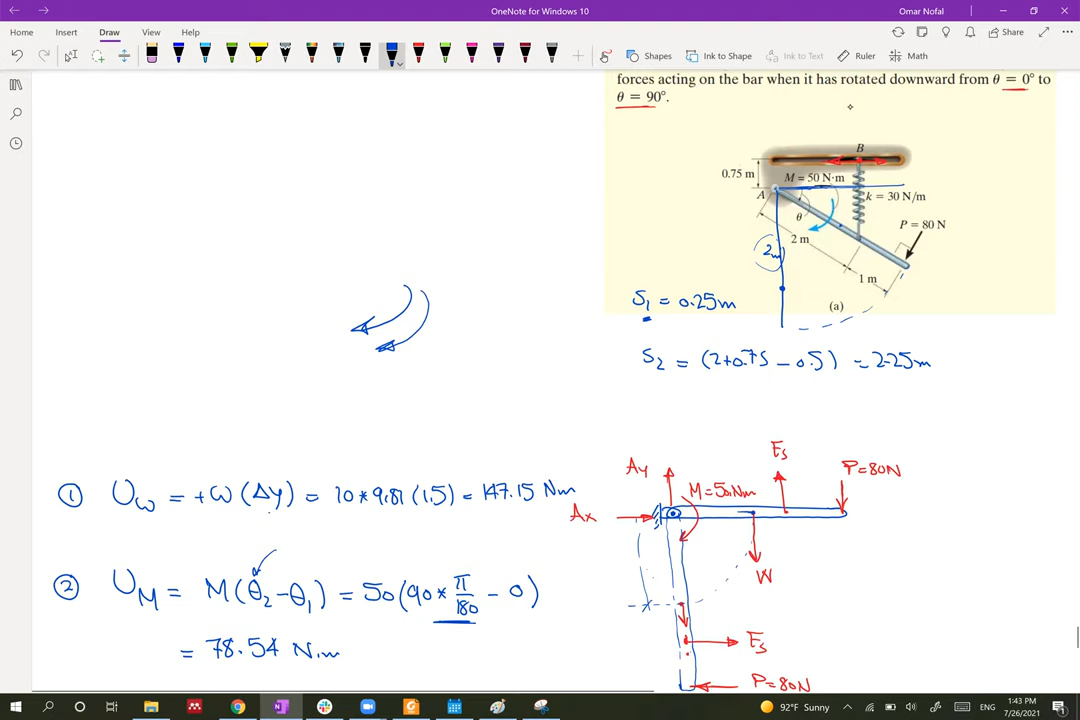 OneNote for Windows 10
Omar Nofal
Home Insert Draw View Help
Share
Shapes Ink to Shape Ink to Text Ruler Math
forces acting on the bar when it has rotated downward from θ = 0° to
θ = 90°.
B
0.75 m
M = 50 N·m
A
k = 30 N/m
θ
P = 80 N
2 m
2m
1 m
(a)
S1 = 0.25m
S2 = (2+0.75 - 0.5) = 2.25m
Es
Ay
P=80N
M=50Nm
Ax
W
Es
P=80N
① Uω = +ω(Δy) = 10*9.81(1.5) = 147.15 Nm
② UM = M(θ2-θ1) = 50(90*π/180 - 0)
= 78.54 N.m
92°F Sunny
1:43 PM
7/26/2021